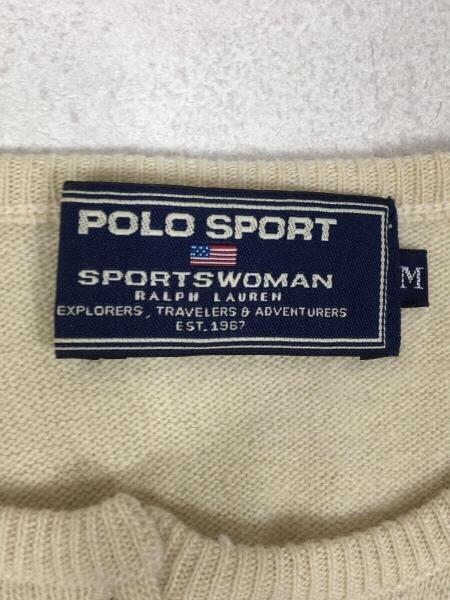 POLO SPORT
SPORTSWOMAN
RALPH LAUREN
EXPLORERS, TRAVELERS & ADVENTURERS
EST. 1967
M